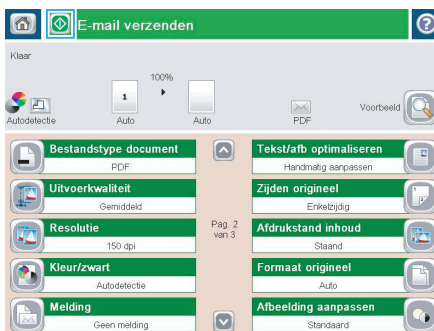 E-mail verzenden
?
Klaar
100%
1
Autodetectie
Auto
Auto
PDF
Voorbeeld
Bestandstype document
PDF
Uitvoerkwaliteit
Gemiddeld
Resolutie
150 dpi
Kleur/zwart
Autodetectie
Melding
Geen melding
Pag. 2
van 3
Tekst/afb optimaliseren
Handmatig aanpassen
Zijden origineel
Enkelzijdig
Afdrukstand inhoud
Staand
Formaat origineel
Auto
Afbeelding aanpassen
Standaard